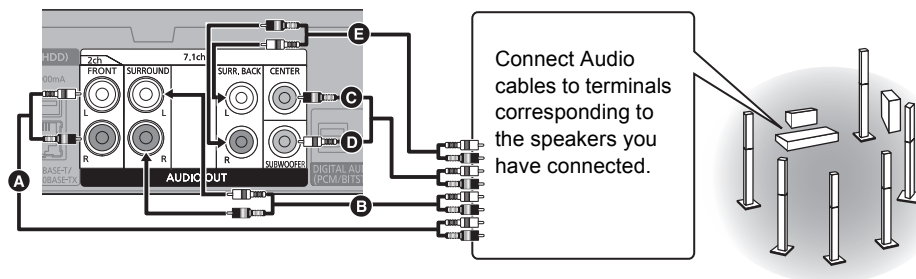 HDD)
2ch
7.1ch
FRONT
SURROUND
SURR. BACK
CENTER
00mA
L
L
L
R
R
R
SUBWOOFER
BASE-T/
0BASE-TX
AUDIO OUT
DIGITAL AU
(PCM/BITST
A
B
C
D
E
Connect Audio
cables to terminals
corresponding to
the speakers you
have connected.